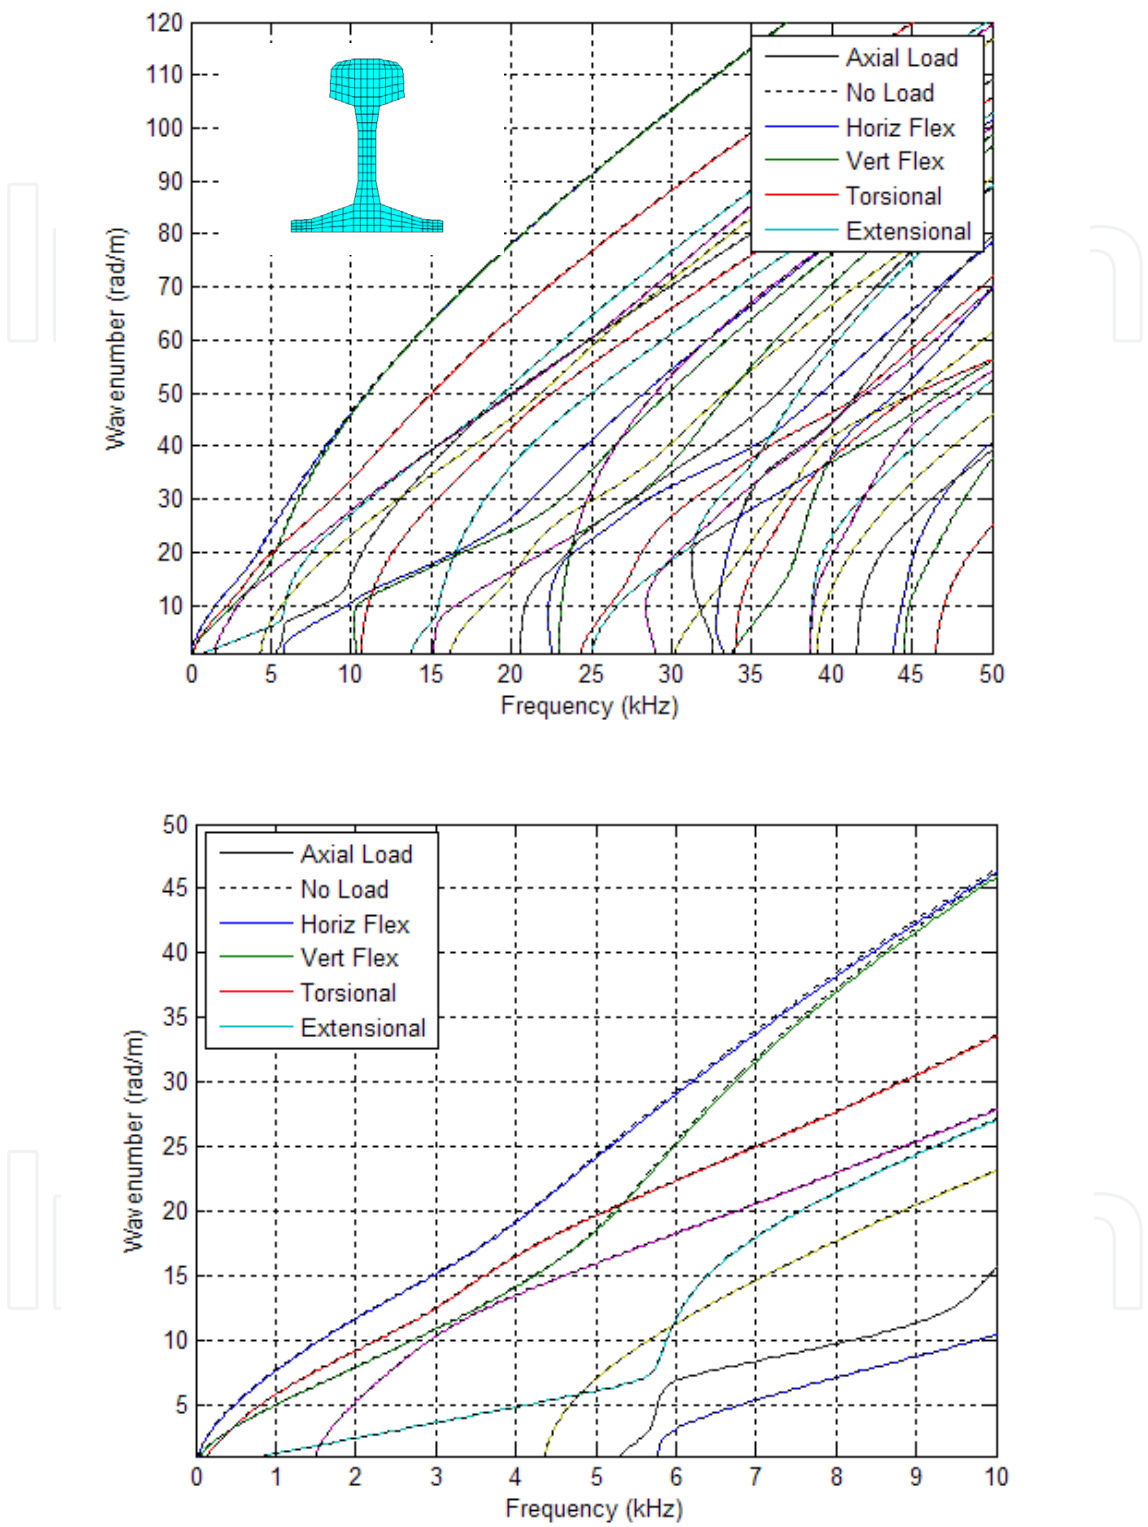 120
110
100
90
80
70
60
50
40
30
20
10
Wavenumber (rad/m)
Axial Load
No Load
Horiz Flex
Vert Flex
Torsional
Extensional
0 5 10 15 20 25 30 35 40 45 50
Frequency (kHz)
50
45
40
35
30
25
20
15
10
5
Wavenumber (rad/m)
Axial Load
No Load
Horiz Flex
Vert Flex
Torsional
Extensional
0 1 2 3 4 5 6 7 8 9 10
Frequency (kHz)